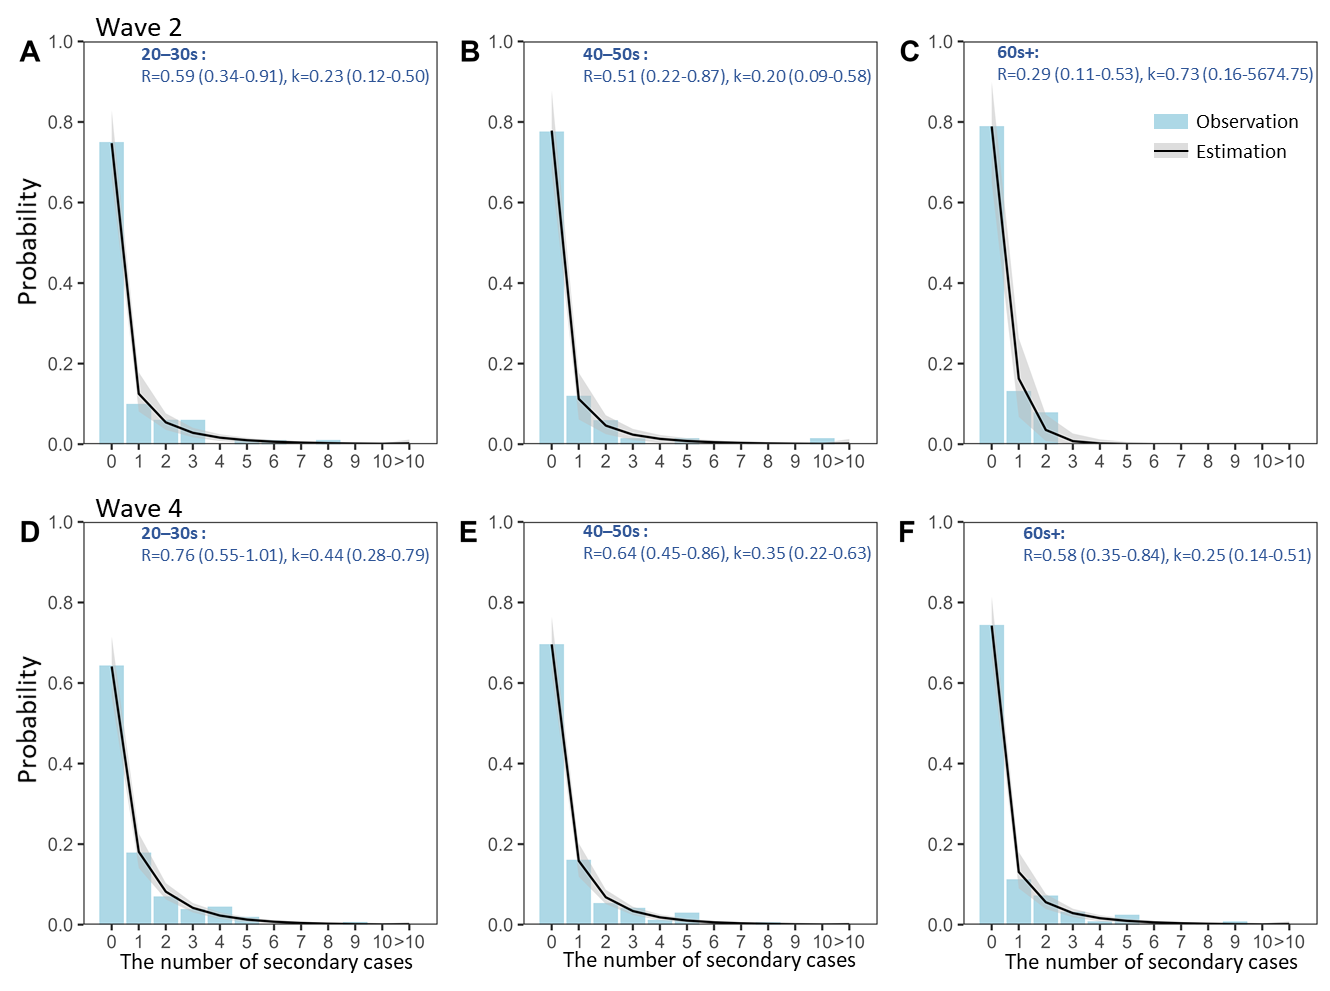 Wave 2
A
20–30s :
R=0.59 (0.34-0.91), k=0.23 (0.12-0.50)
Probability
1.0
0.8
0.6
0.4
0.2
0.0
0 1 2 3 4 5 6 7 8 9 10 >10
B
40–50s :
R=0.51 (0.22-0.87), k=0.20 (0.09-0.58)
1.0
0.8
0.6
0.4
0.2
0.0
0 1 2 3 4 5 6 7 8 9 10 >10
C
60s+:
R=0.29 (0.11-0.53), k=0.73 (0.16-5674.75)
Observation
Estimation
1.0
0.8
0.6
0.4
0.2
0.0
0 1 2 3 4 5 6 7 8 9 10 >10
Wave 4
D
20–30s :
R=0.76 (0.55-1.01), k=0.44 (0.28-0.79)
Probability
1.0
0.8
0.6
0.4
0.2
0.0
0 1 2 3 4 5 6 7 8 9 10 >10
The number of secondary cases
E
40–50s :
R=0.64 (0.45-0.86), k=0.35 (0.22-0.63)
1.0
0.8
0.6
0.4
0.2
0.0
0 1 2 3 4 5 6 7 8 9 10 >10
The number of secondary cases
F
60s+:
R=0.58 (0.35-0.84), k=0.25 (0.14-0.51)
1.0
0.8
0.6
0.4
0.2
0.0
0 1 2 3 4 5 6 7 8 9 10 >10
The number of secondary cases